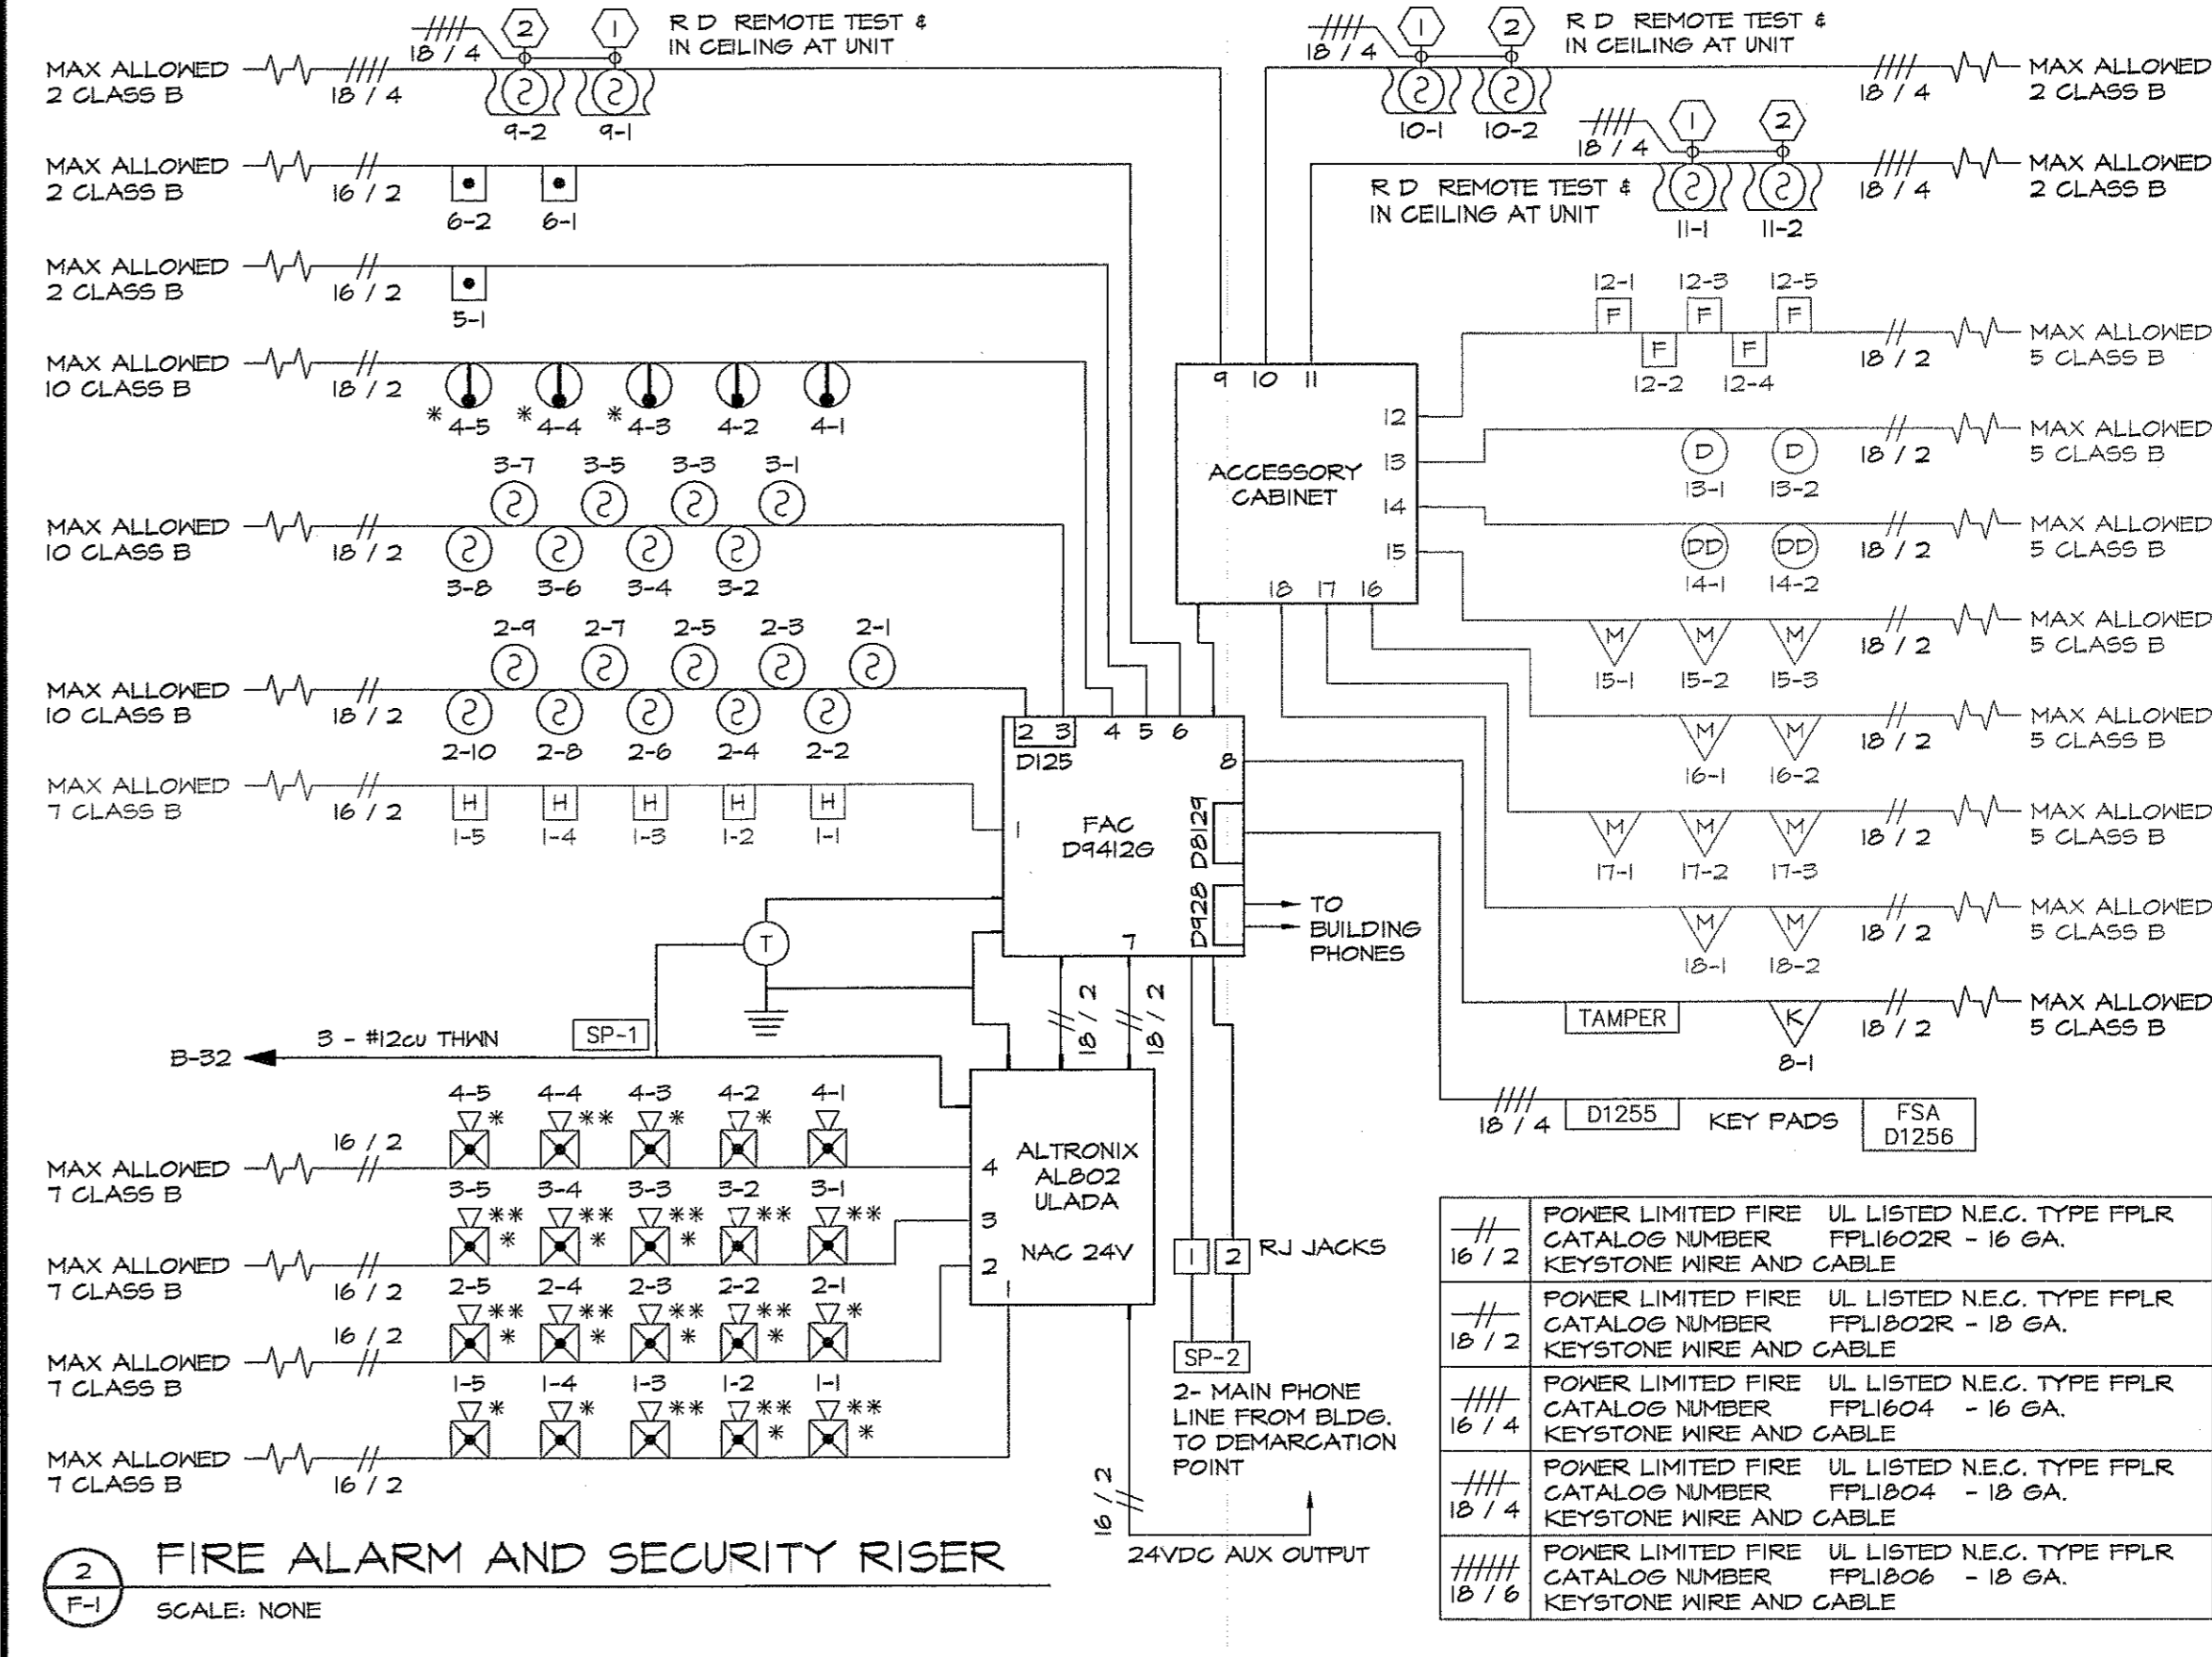 2 1 R D REMOTE TEST &
18 / 4 IN CEILING AT UNIT
MAX ALLOWED
2 CLASS B
18 / 4
9-2 9-1
MAX ALLOWED
2 CLASS B
16 / 2
6-2 6-1
MAX ALLOWED
2 CLASS B
16 / 2
5-1
MAX ALLOWED
10 CLASS B
18 / 2
* 4-5 * 4-4 * 4-3 4-2 4-1
3-7 3-5 3-3 3-1
MAX ALLOWED
10 CLASS B
18 / 2
3-8 3-6 3-4 3-2
2-9 2-7 2-5 2-3 2-1
MAX ALLOWED
10 CLASS B
18 / 2
2-10 2-8 2-6 2-4 2-2
MAX ALLOWED
7 CLASS B
16 / 2
H H H H H
1-5 1-4 1-3 1-2 1-1
1 2 R D REMOTE TEST &
18 / 4 IN CEILING AT UNIT
10-1 10-2
18 / 4
MAX ALLOWED
2 CLASS B
1 2
18 / 4
R D REMOTE TEST &
IN CEILING AT UNIT
11-1 11-2
18 / 4
MAX ALLOWED
2 CLASS B
12-1 12-3 12-5
F F F
F F
12-2 12-4
18 / 2
MAX ALLOWED
5 CLASS B
D D
13-1 13-2
18 / 2
MAX ALLOWED
5 CLASS B
DD DD
14-1 14-2
18 / 2
MAX ALLOWED
5 CLASS B
M M M
15-1 15-2 15-3
18 / 2
MAX ALLOWED
5 CLASS B
M M
16-1 16-2
18 / 2
MAX ALLOWED
5 CLASS B
M M M
17-1 17-2 17-3
18 / 2
MAX ALLOWED
5 CLASS B
M M
18-1 18-2
18 / 2
MAX ALLOWED
5 CLASS B
TAMPER
K
8-1
18 / 2
MAX ALLOWED
5 CLASS B
18 / 4
D1255
KEY PADS
FSA
D1256
9 10 11
12
13
14
15
18 17 16
ACCESSORY
CABINET
2 3 4 5 6
D125
8
1
FAC
D9412G
D8129
D928
7
TO
BUILDING
PHONES
T
18 / 2
18 / 2
3 - #12cu THWN
SP-1
B-32
4-5 4-4 4-3 4-2 4-1
* ** * *
16 / 2
MAX ALLOWED
7 CLASS B
3-5 3-4 3-3 3-2 3-1
** ** ** ** **
* * *
MAX ALLOWED
7 CLASS B
16 / 2
2-5 2-4 2-3 2-2 2-1
** ** ** ** *
* * * *
16 / 2
MAX ALLOWED
7 CLASS B
1-5 1-4 1-3 1-2 1-1
* * ** ** **
* *
MAX ALLOWED
7 CLASS B
16 / 2
4
3
2
1
ALTRONIX
AL802
ULADA
NAC 24V
1 2 RJ JACKS
SP-2
2- MAIN PHONE
LINE FROM BLDG.
TO DEMARCATION
POINT
16 / 2
24VDC AUX OUTPUT
16 / 2
POWER LIMITED FIRE UL LISTED N.E.C. TYPE FPLR
CATALOG NUMBER FPL1602R - 16 GA.
KEYSTONE WIRE AND CABLE
18 / 2
POWER LIMITED FIRE UL LISTED N.E.C. TYPE FPLR
CATALOG NUMBER FPL1802R - 18 GA.
KEYSTONE WIRE AND CABLE
16 / 4
POWER LIMITED FIRE UL LISTED N.E.C. TYPE FPLR
CATALOG NUMBER FPL1604 - 16 GA.
KEYSTONE WIRE AND CABLE
18 / 4
POWER LIMITED FIRE UL LISTED N.E.C. TYPE FPLR
CATALOG NUMBER FPL1804 - 18 GA.
KEYSTONE WIRE AND CABLE
18 / 6
POWER LIMITED FIRE UL LISTED N.E.C. TYPE FPLR
CATALOG NUMBER FPL1806 - 18 GA.
KEYSTONE WIRE AND CABLE
2
F-1
FIRE ALARM AND SECURITY RISER
SCALE: NONE